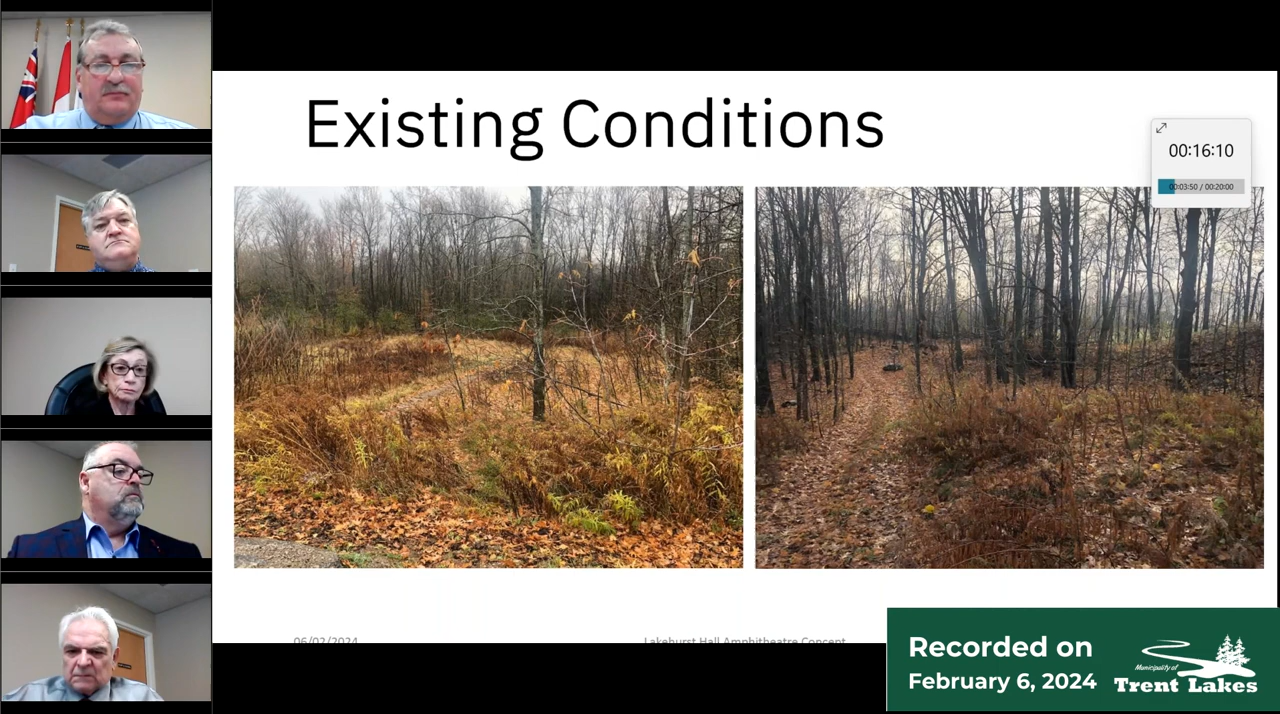 Existing Conditions
00:16:10
00:03:50 / 00:20:00
06/02/2024
Lakehurst Hall Amphitheatre Concept
Recorded on
February 6, 2024
Municipality of
Trent Lakes